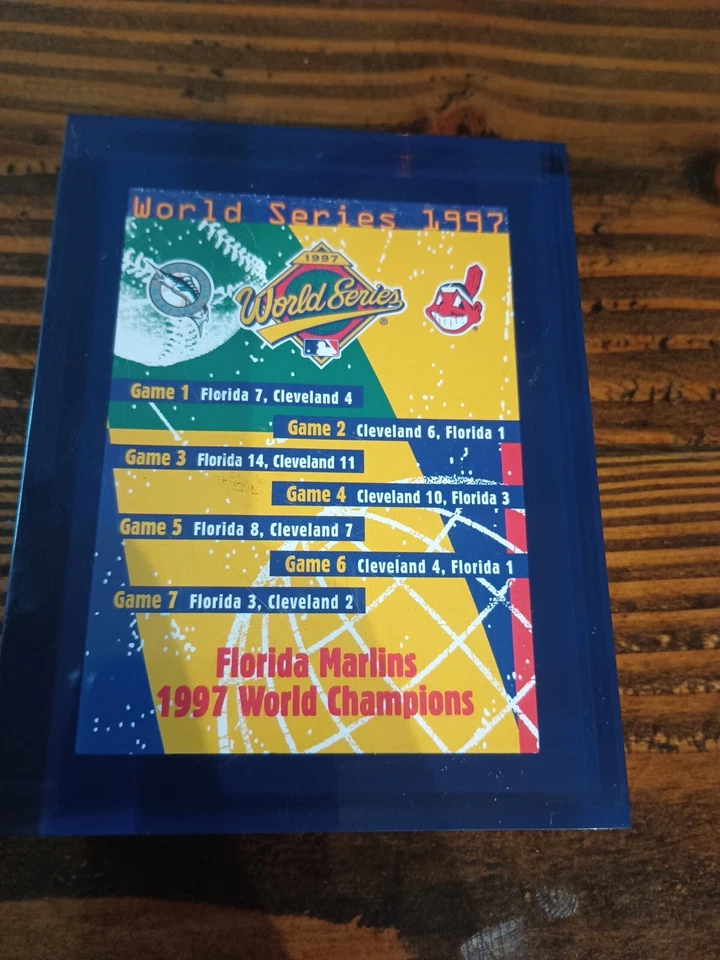 World Series 1997
1997
World Series
®
Game 1 Florida 7, Cleveland 4
Game 2 Cleveland 6, Florida 1
Game 3 Florida 14, Cleveland 11
Game 4 Cleveland 10, Florida 3
Game 5 Florida 8, Cleveland 7
Game 6 Cleveland 4, Florida 1
Game 7 Florida 3, Cleveland 2
Florida Marlins
1997 World Champions